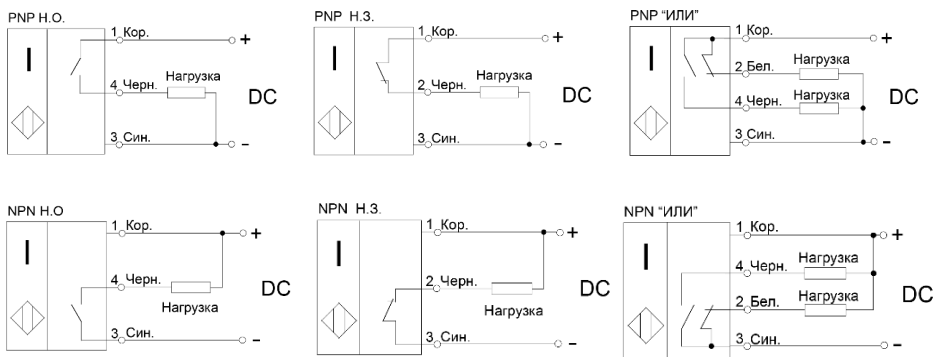 PNP Н.О.
1 Кор.
+
4 Черн.
Нагрузка
DC
3 Син.
-
PNP Н.З.
1 Кор.
+
2 Черн.
Нагрузка
DC
3 Син.
-
PNP “ИЛИ”
1 Кор.
+
2 Бел.
Нагрузка
4 Черн.
Нагрузка
DC
3 Син.
-
NPN Н.О
1 Кор.
+
4 Черн.
Нагрузка
DC
3 Син.
-
NPN Н.З.
1 Кор.
+
2 Черн.
Нагрузка
DC
3 Син.
-
NPN “ИЛИ”
1 Кор.
+
4 Черн.
Нагрузка
2 Бел.
Нагрузка
DC
3 Син.
-